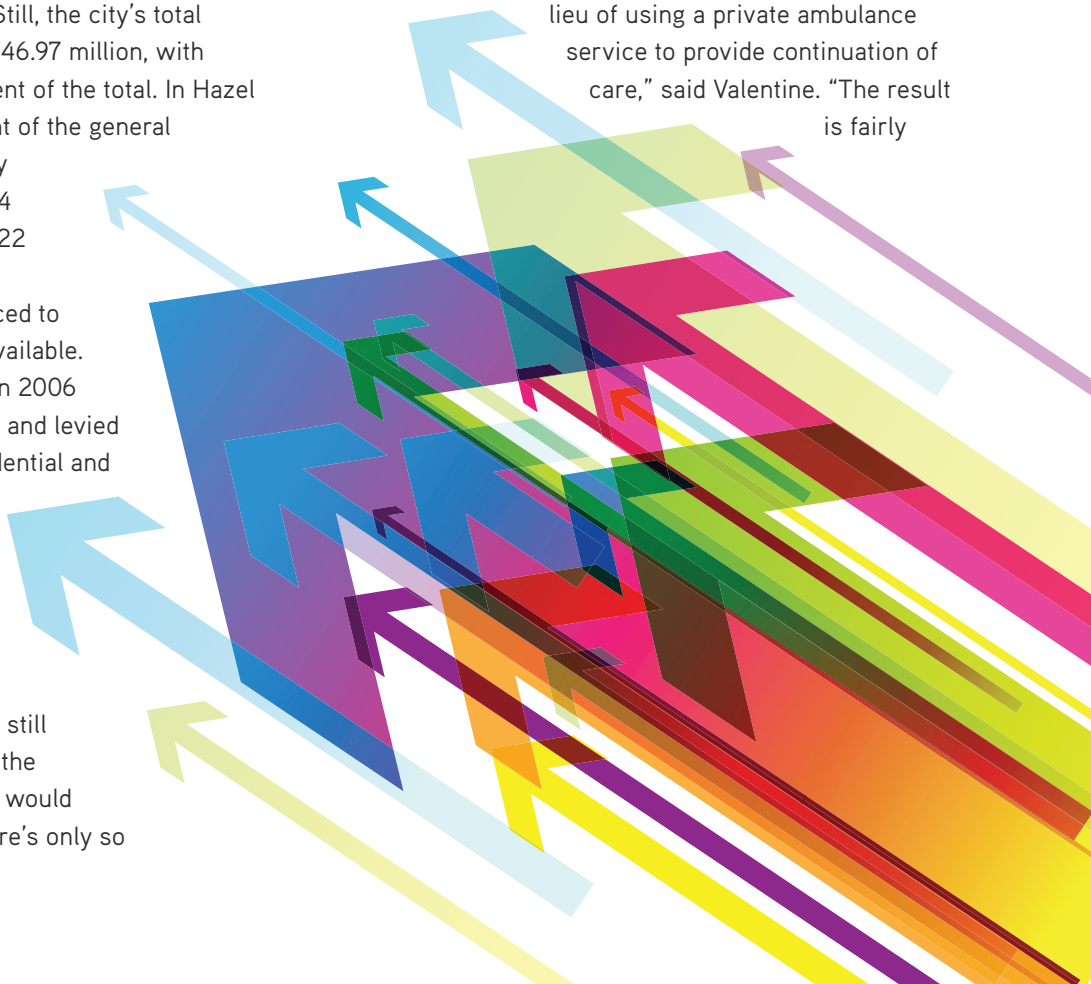 Still, the city’s total
46.97 million, with
ent of the total. In Hazel
t of the general
y
4
22
ced to
vailable.
n 2006
and levied
dential and
still
the
would
re’s only so
lieu of using a private ambulance
service to provide continuation of
care,” said Valentine. “The result
is fairly